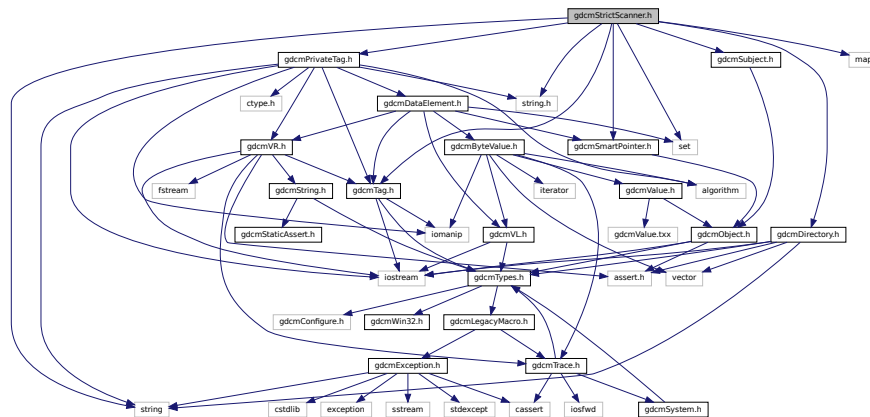 gdcmStrictScanner.h
gdcmPrivateTag.h
gdcmSubject.h
map
ctype.h
gdcmDataElement.h
string.h
gdcmVR.h
gdcmByteValue.h
gdcmSmartPointer.h
set
fstream
gdcmString.h
gdcmTag.h
iterator
gdcmValue.h
algorithm
gdcmStaticAssert.h
iomanip
gdcmVL.h
gdcmValue.txx
gdcmObject.h
gdcmDirectory.h
iostream
gdcmTypes.h
assert.h
vector
gdcmConfigure.h
gdcmWin32.h
gdcmLegacyMacro.h
gdcmException.h
gdcmTrace.h
string
cstdlib
exception
sstream
stdexcept
cassert
iosfwd
gdcmSystem.h